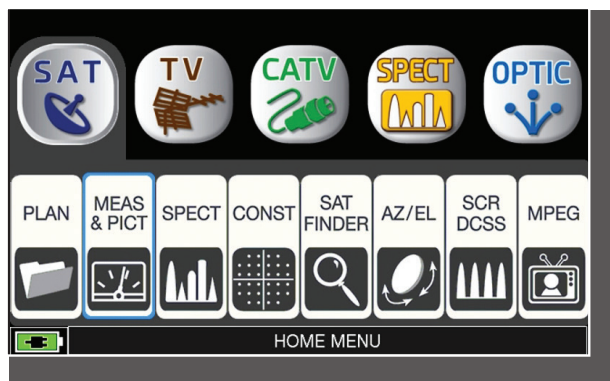 SAT
TV
CATV
SPECT
OPTIC
PLAN
MEAS
& PICT
SPECT
CONST
SAT
FINDER
AZ/EL
SCR
DCSS
MPEG
HOME MENU